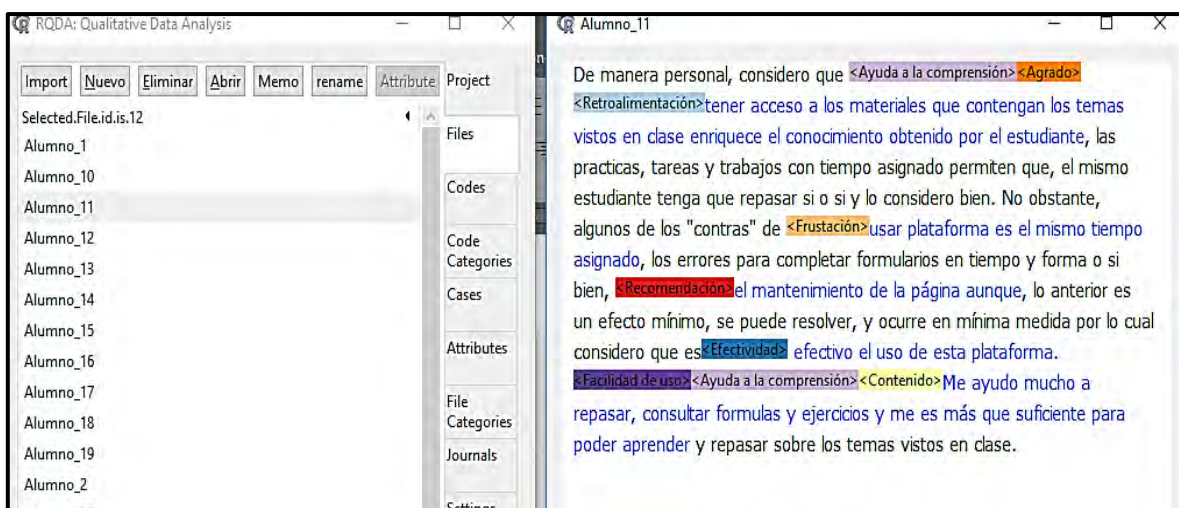 RQDA: Qualitative Data Analysis
Import Nuevo Eliminar Abrir Memo rename Attribute
Selected.File.id.is.12
Alumno_1
Alumno_10
Alumno_11
Alumno_12
Alumno_13
Alumno_14
Alumno_15
Alumno_16
Alumno_17
Alumno_18
Alumno_19
Alumno_2
Project
Files
Codes
Code
Categories
Cases
Attributes
File
Categories
Journals
Settings
Alumno_11
De manera personal, considero que <Ayuda a la comprensión><Agrado>
<Retroalimentación>tener acceso a los materiales que contengan los temas
vistos en clase enriquece el conocimiento obtenido por el estudiante, las
practicas, tareas y trabajos con tiempo asignado permiten que, el mismo
estudiante tenga que repasar si o si y lo considero bien. No obstante,
algunos de los "contras" de <Frustación>usar plataforma es el mismo tiempo
asignado, los errores para completar formularios en tiempo y forma o si
bien, <Recomendación>el mantenimiento de la página aunque, lo anterior es
un efecto mínimo, se puede resolver, y ocurre en mínima medida por lo cual
considero que es<Efectividad> efectivo el uso de esta plataforma.
<Facilidad de uso><Ayuda a la comprensión><Contenido>Me ayudo mucho a
repasar, consultar formulas y ejercicios y me es más que suficiente para
poder aprender y repasar sobre los temas vistos en clase.